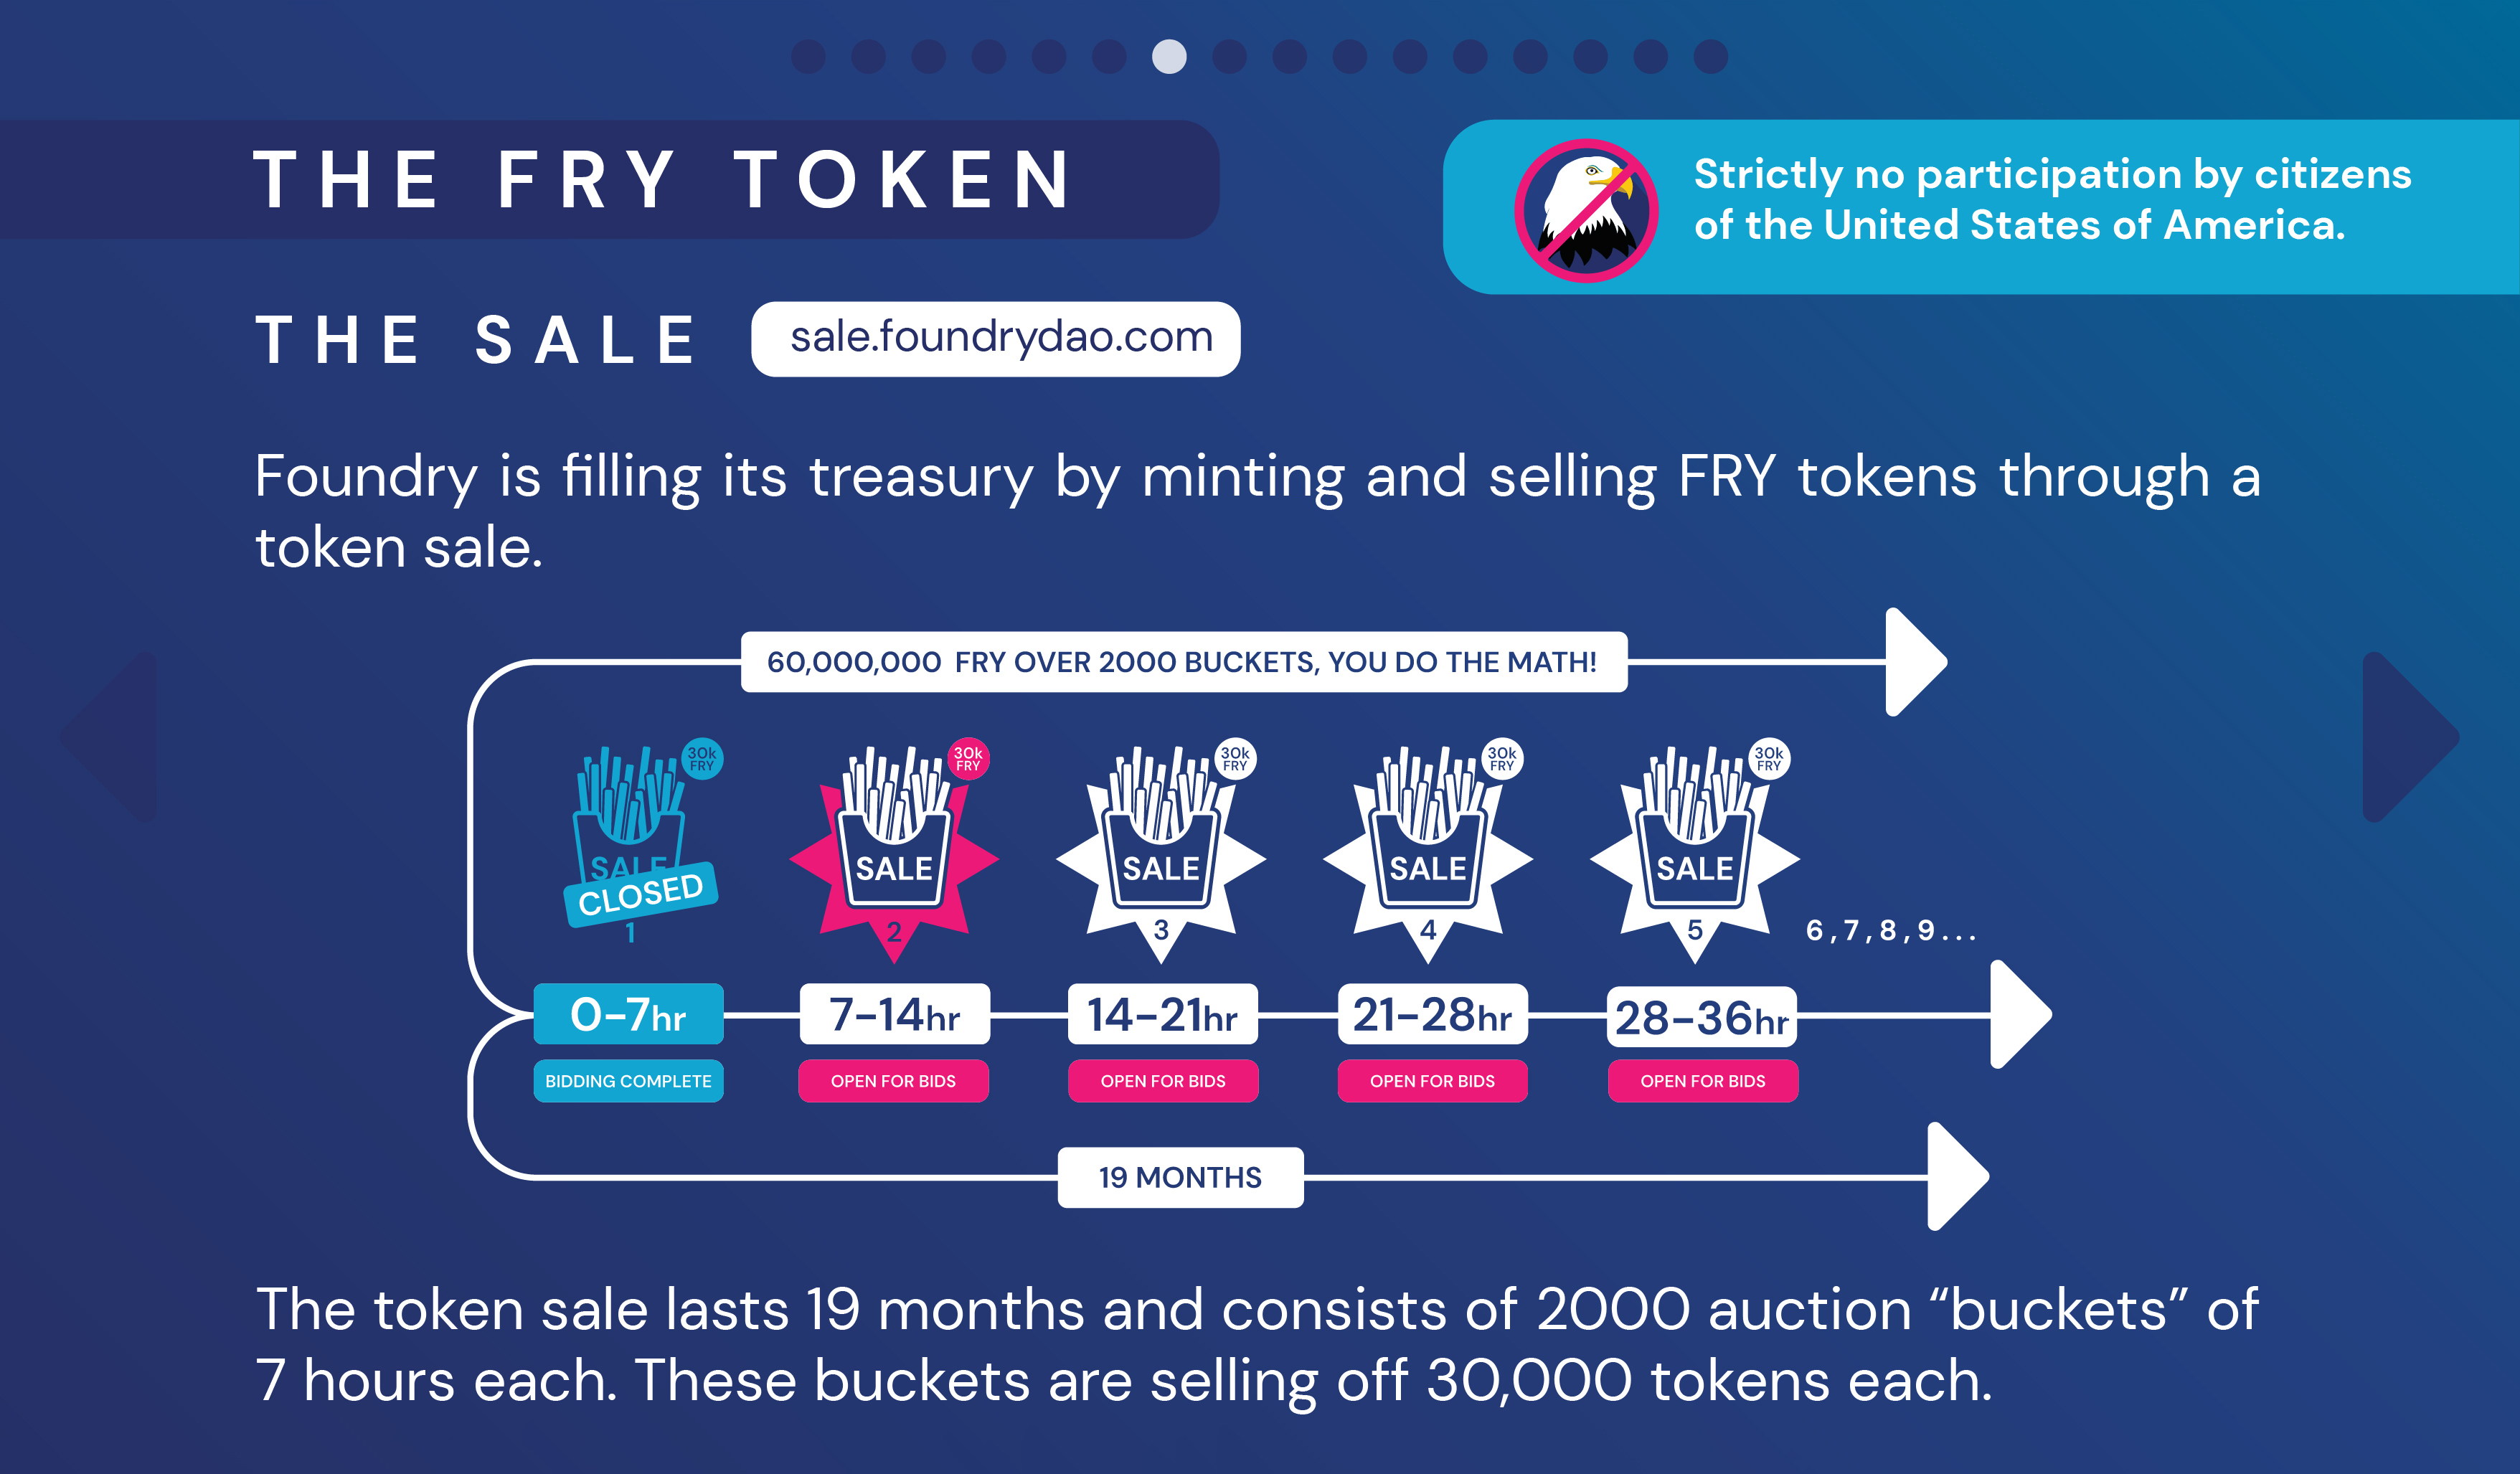 THE FRY TOKEN
Strictly no participation by citizens
of the United States of America.
THE SALE
sale.foundrydao.com
Foundry is filling its treasury by minting and selling FRY tokens through a
token sale.
60,000,000 FRY OVER 2000 BUCKETS, YOU DO THE MATH!
30k
FRY
SALE
CLOSED
1
30k
FRY
SALE
2
30k
FRY
SALE
3
30k
FRY
SALE
4
30k
FRY
SALE
5
6,7,8,9...
0-7hr
7-14hr
14-21hr
21-28hr
28-36hr
BIDDING COMPLETE
OPEN FOR BIDS
OPEN FOR BIDS
OPEN FOR BIDS
OPEN FOR BIDS
19 MONTHS
The token sale lasts 19 months and consists of 2000 auction “buckets” of
7 hours each. These buckets are selling off 30,000 tokens each.